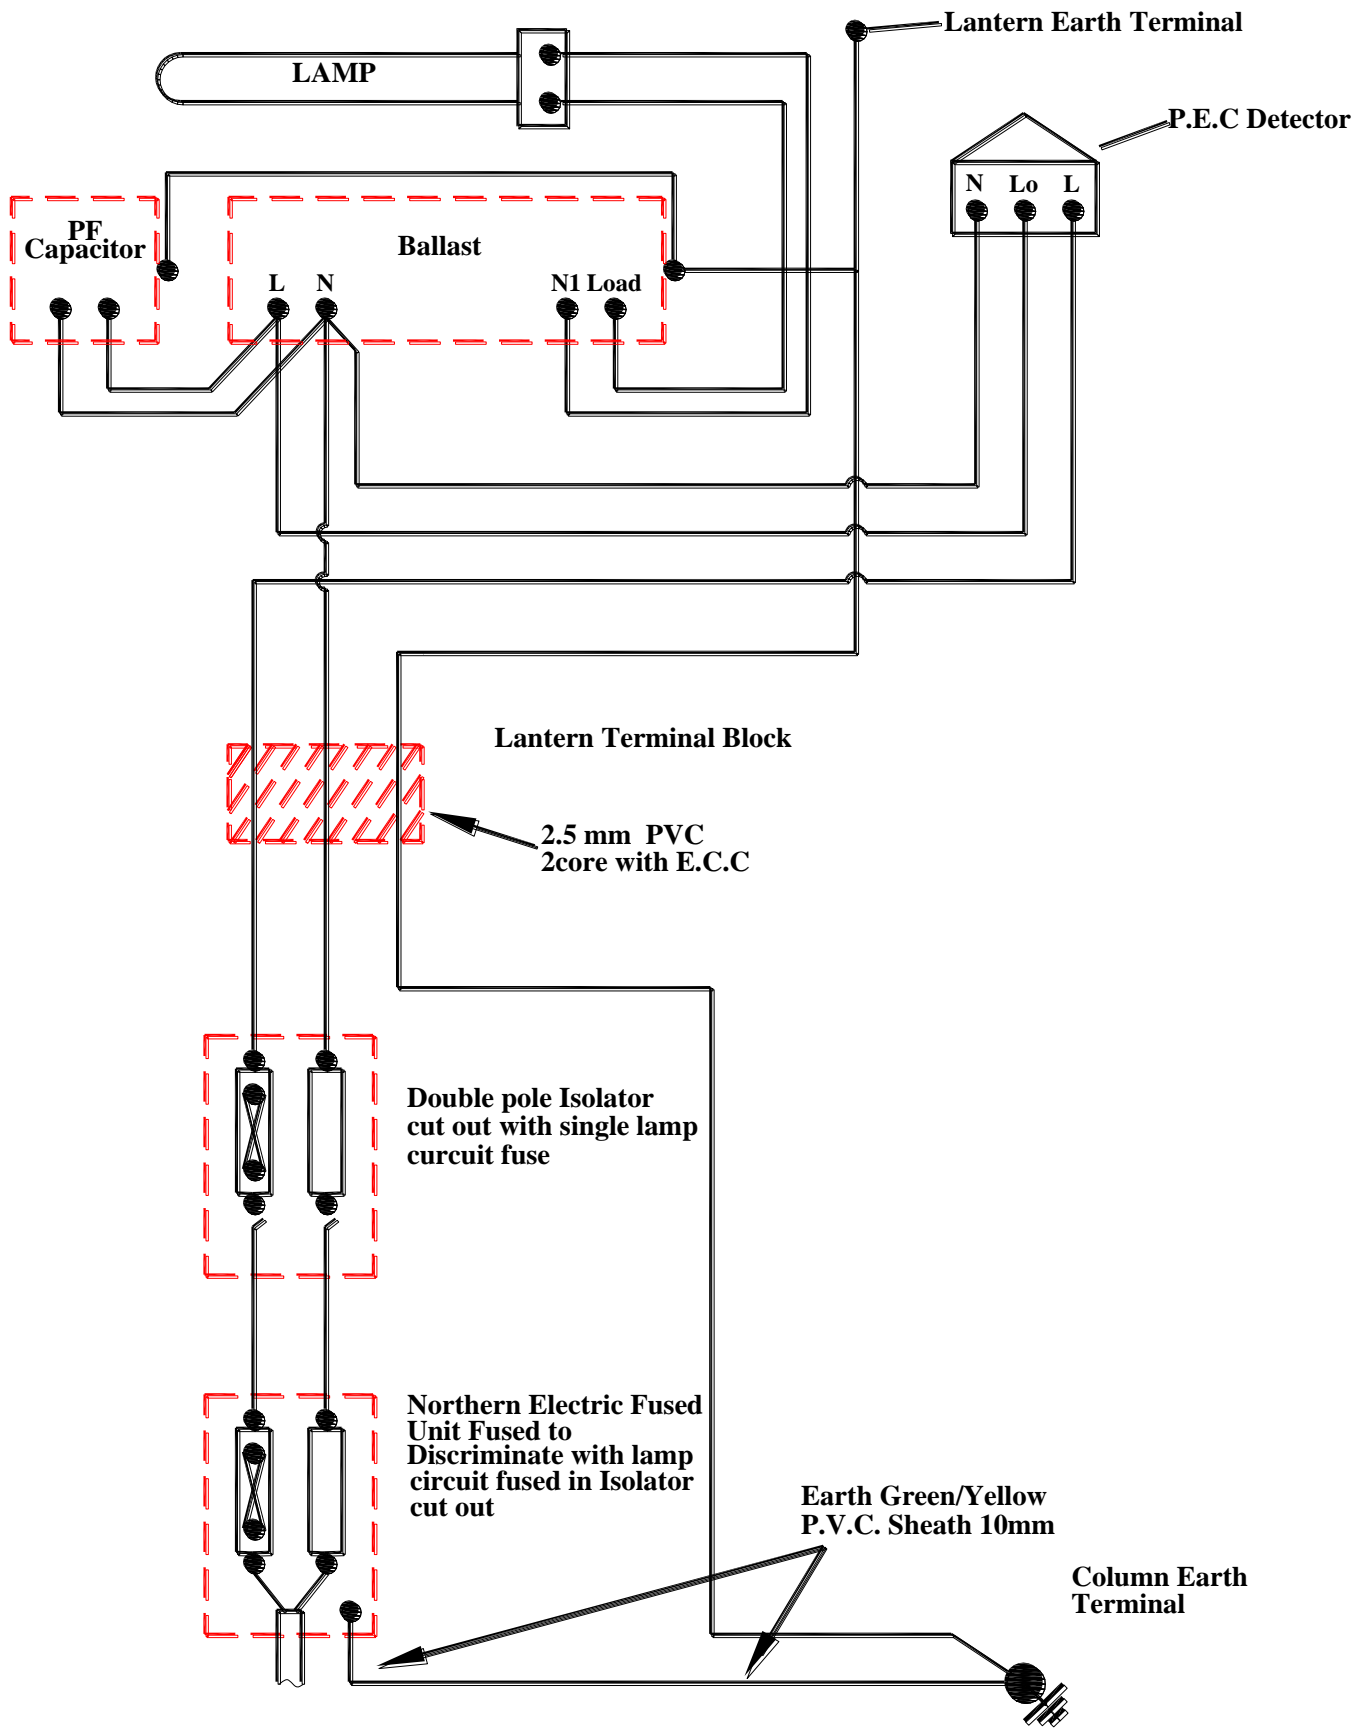 Lantern Earth Terminal
LAMP
P.E.C Detector
N Lo L
PF
Capacitor
Ballast
L N
N1 Load
Lantern Terminal Block
2.5 mm PVC
2core with E.C.C
Double pole Isolator
cut out with single lamp
curcuit fuse
Northern Electric Fused
Unit Fused to
Discriminate with lamp
circuit fused in Isolator
cut out
Earth Green/Yellow
P.V.C. Sheath 10mm
Column Earth
Terminal